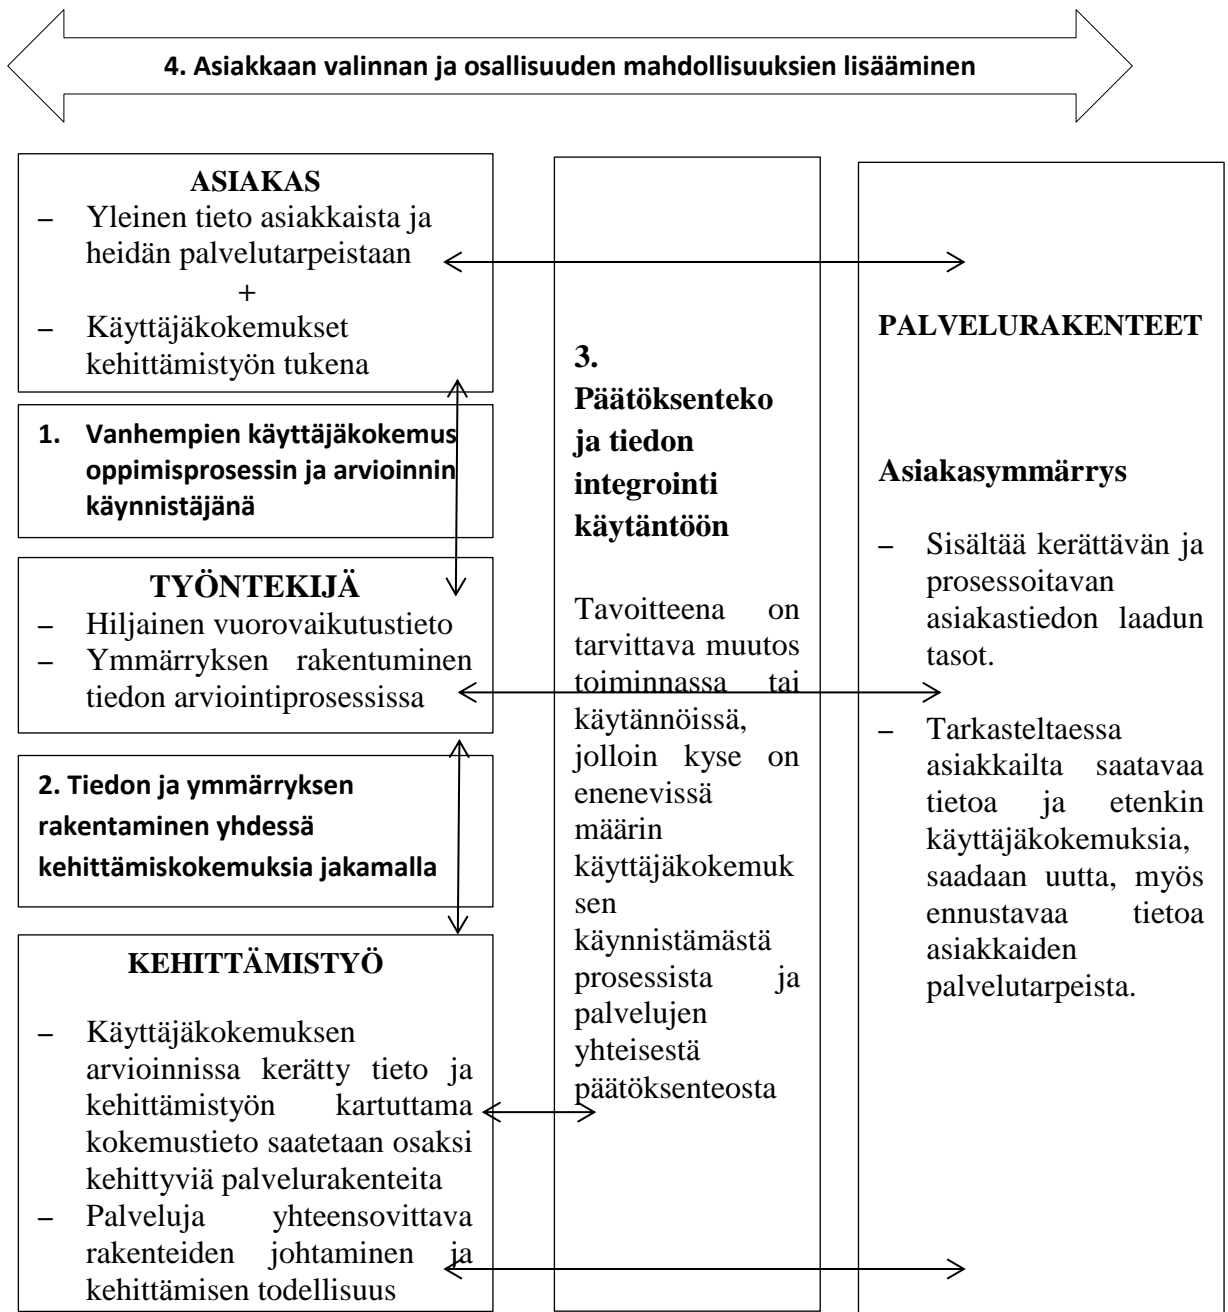 4. Asiakkaan valinnan ja osallisuuden mahdollisuuksien lisääminen
ASIAKAS
– Yleinen tieto asiakkaista ja
heidän palvelutarpeistaan
+
– Käyttäjäkokemukset
kehittämistyön tukena
1. Vanhempien käyttäjäkokemus
oppimisprosessin ja arvioinnin
käynnistäjänä
TYÖNTEKIJÄ
– Hiljainen vuorovaikutustieto
– Ymmärryksen rakentuminen
tiedon arviointiprosessissa
2. Tiedon ja ymmärryksen
rakentaminen yhdessä
kehittämiskokemuksia jakamalla
KEHITTÄMISTYÖ
– Käyttäjäkokemuksen
arvioinnissa kerätty tieto ja
kehittämistyön kartuttama
kokemustieto saatetaan osaksi
kehittyviä palvelurakenteita
– Palveluja yhteensovittava
rakenteiden johtaminen ja
kehittämisen todellisuus
3.
Päätöksenteko
ja tiedon
integrointi
käytäntöön
Tavoitteena on
tarvittava muutos
toiminnassa tai
käytännöissä,
jolloin kyse on
enenevissä
määrin
käyttäjäkokemuk
sen
käynnistämästä
prosessista ja
palvelujen
yhteisestä
päätöksenteosta
PALVELURAKENTEET
Asiakasymmärrys
– Sisältää kerättävän ja
prosessoitavan
asiakastiedon laadun
tasot.
– Tarkasteltaessa
asiakkailta saatavaa
tietoa ja etenkin
käyttäjäkokemuksia,
saadaan uutta, myös
ennustavaa tietoa
asiakkaiden
palvelutarpeista.